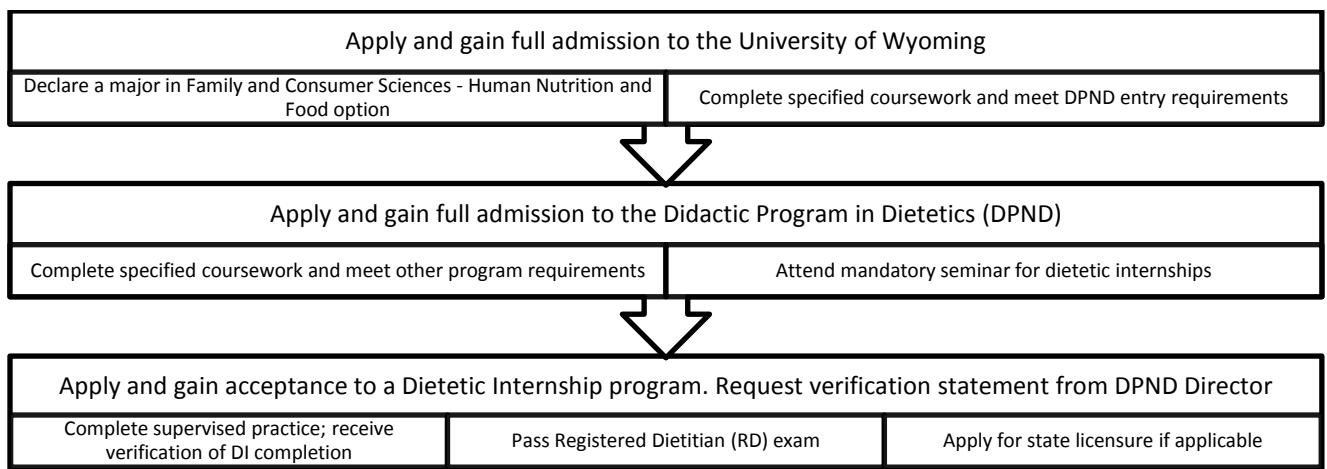 Apply and gain full admission to the University of Wyoming
Declare a major in Family and Consumer Sciences - Human Nutrition and
Food option
Complete specified coursework and meet DPND entry requirements
Apply and gain full admission to the Didactic Program in Dietetics (DPND)
Complete specified coursework and meet other program requirements
Attend mandatory seminar for dietetic internships
Apply and gain acceptance to a Dietetic Internship program. Request verification statement from DPND Director
Complete supervised practice; receive
verification of DI completion
Pass Registered Dietitian (RD) exam
Apply for state licensure if applicable